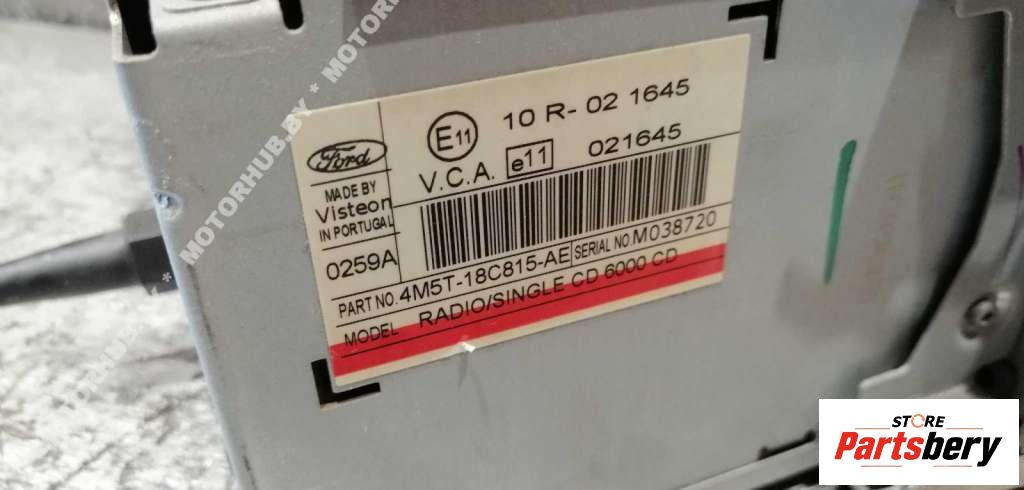 MOTORHUB.BY * MOTORHUB.BY * MOTOR
Ford
E11
10 R- 02 1645
V.C.A. e11 021645
MADE BY
Visteon
IN PORTUGAL
0259A
PART NO. 4M5T-18C815-AE SERIAL NO. M038720
MODEL RADIO/SINGLE CD 6000 CD
STORE
Partsbery